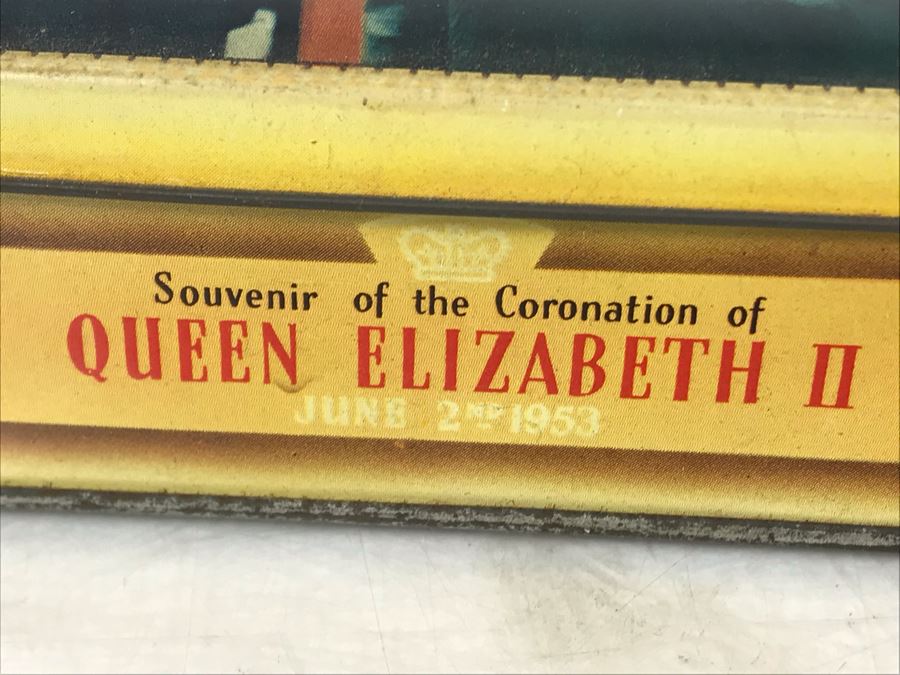 Souvenir of the Coronation of
QUEEN ELIZABETH II
JUNE 2ND 1953